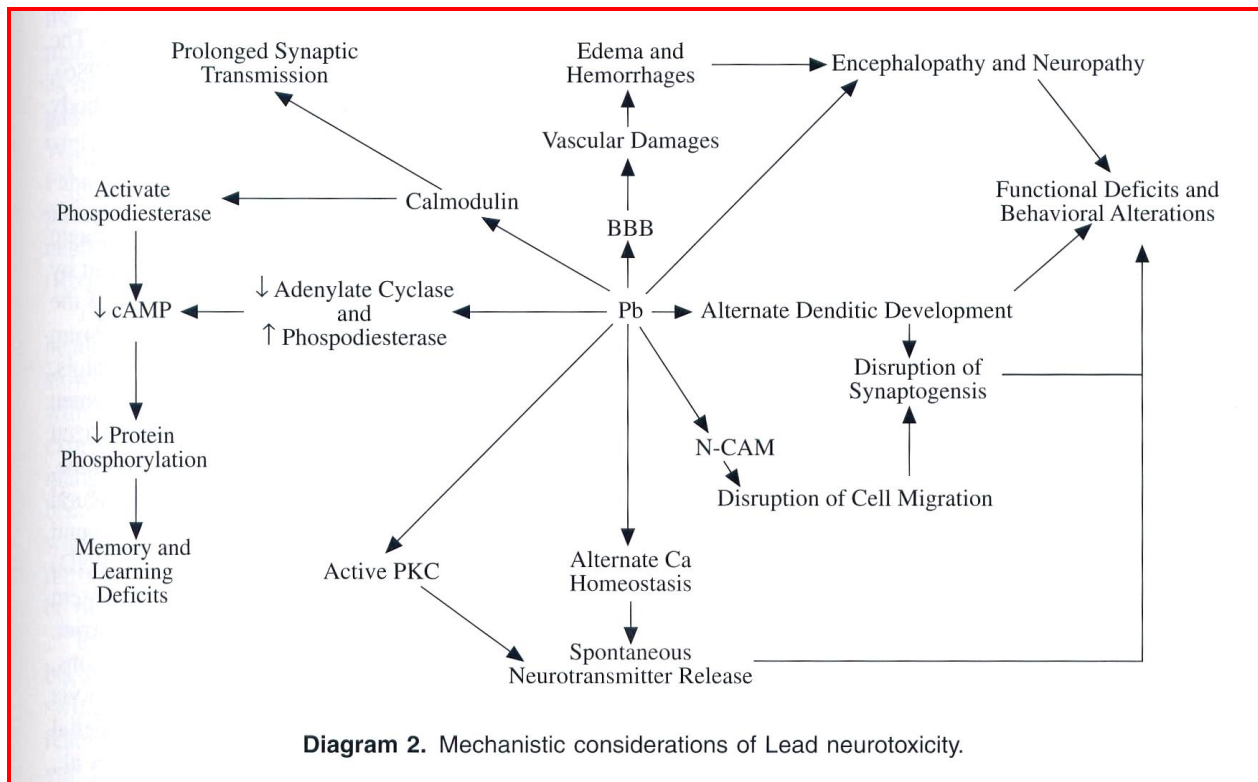 Prolonged Synaptic
Transmission
Edema and
Hemorrhages
Encephalopathy and Neuropathy
Vascular Damages
Activate
Phospodiesterase
Calmodulin
Functional Deficits and
Behavioral Alterations
BBB
↓ cAMP
↓ Adenylate Cyclase
and
↑ Phospodiesterase
Pb
Alternate Denditic Development
Disruption of
Synaptogensis
↓ Protein
Phosphorylation
N-CAM
Disruption of Cell Migration
Memory and
Learning
Deficits
Active PKC
Alternate Ca
Homeostasis
Spontaneous
Neurotransmitter Release
Diagram 2. Mechanistic considerations of Lead neurotoxicity.